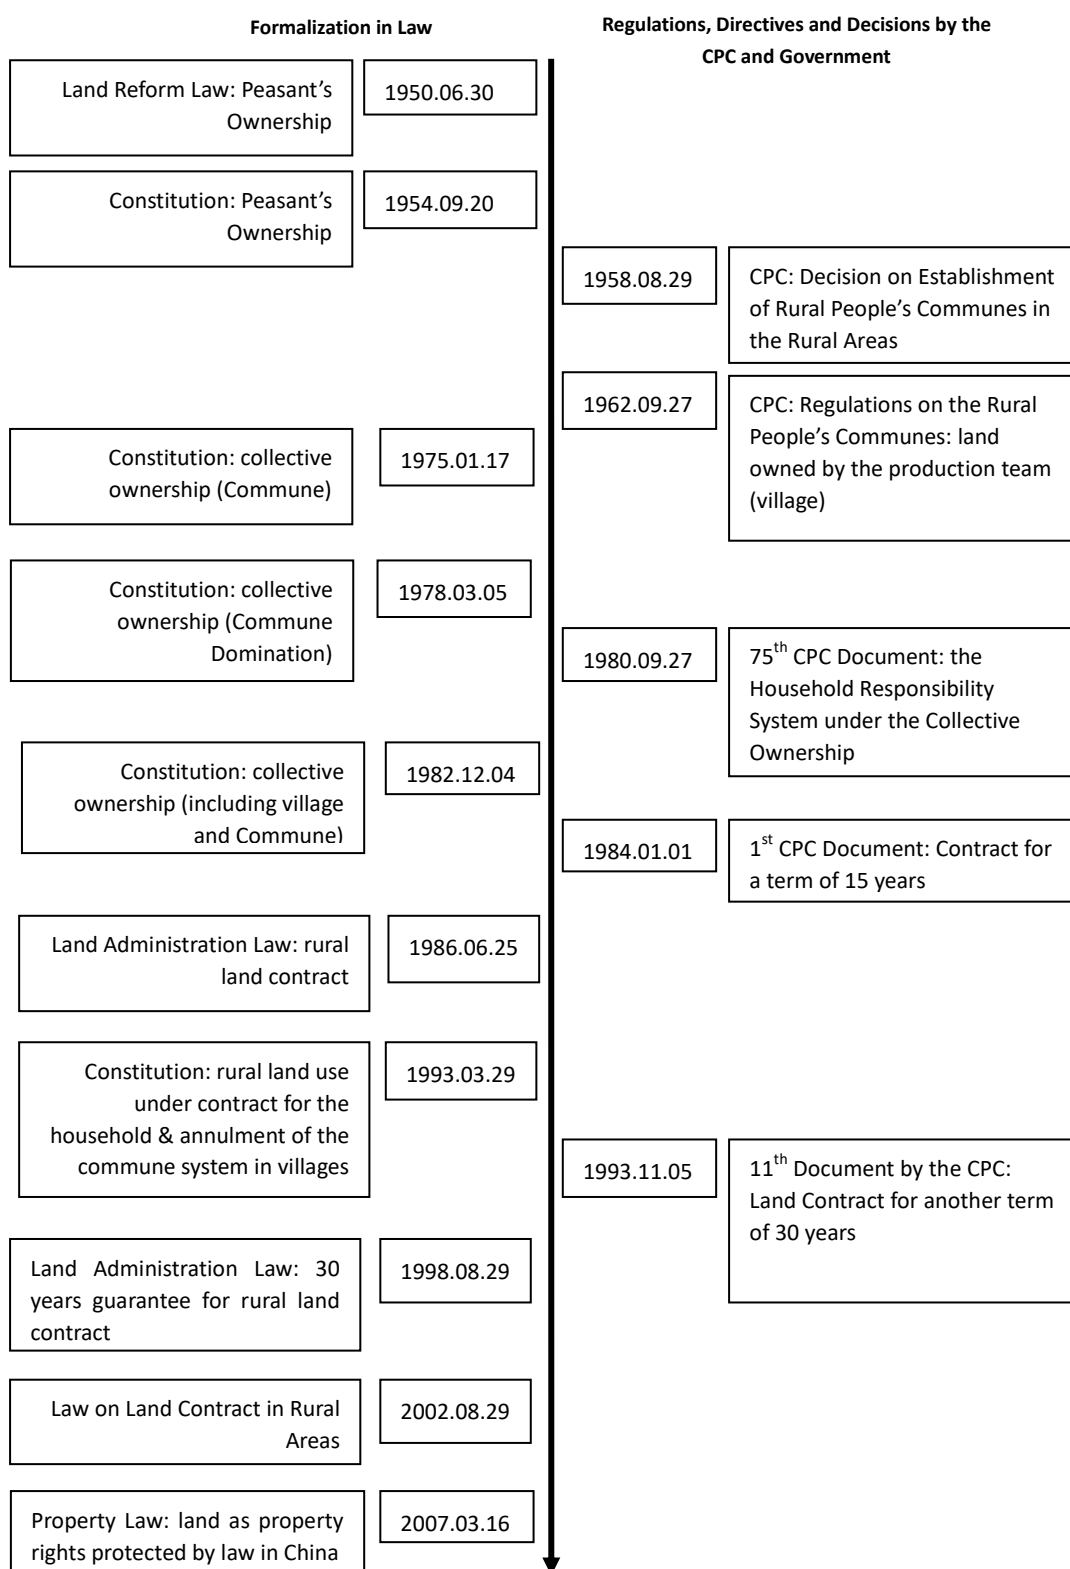 Formalization in Law
Regulations, Directives and Decisions by the
CPC and Government
Land Reform Law: Peasant’s
Ownership
1950.06.30
Constitution: Peasant’s
Ownership
1954.09.20
1958.08.29
CPC: Decision on Establishment
of Rural People’s Communes in
the Rural Areas
1962.09.27
CPC: Regulations on the Rural
People’s Communes: land
owned by the production team
(village)
Constitution: collective
ownership (Commune)
1975.01.17
Constitution: collective
ownership (Commune
Domination)
1978.03.05
1980.09.27
75th CPC Document: the
Household Responsibility
System under the Collective
Ownership
Constitution: collective
ownership (including village
and Commune)
1982.12.04
1984.01.01
1st CPC Document: Contract for
a term of 15 years
Land Administration Law: rural
land contract
1986.06.25
Constitution: rural land use
under contract for the
household & annulment of the
commune system in villages
1993.03.29
1993.11.05
11th Document by the CPC:
Land Contract for another term
of 30 years
Land Administration Law: 30
years guarantee for rural land
contract
1998.08.29
Law on Land Contract in Rural
Areas
2002.08.29
Property Law: land as property
rights protected by law in China
2007.03.16